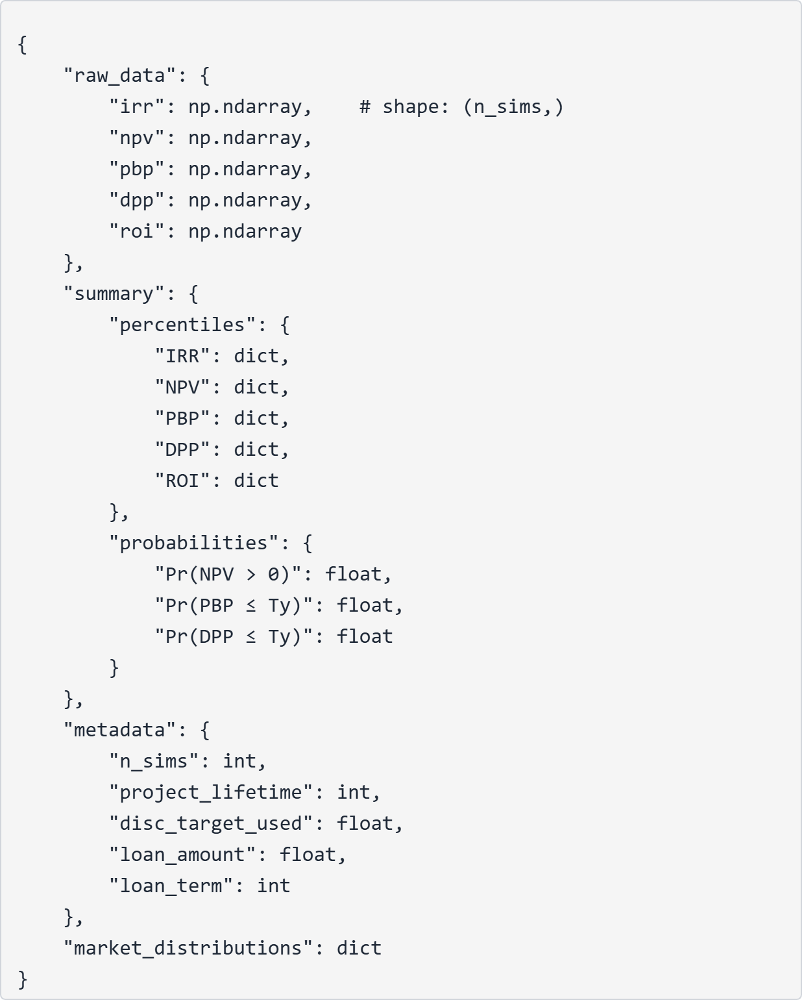 {
    "raw_data": {
        "irr": np.ndarray,    # shape: (n_sims,)
        "npv": np.ndarray,
        "pbp": np.ndarray,
        "dpp": np.ndarray,
        "roi": np.ndarray
    },
    "summary": {
        "percentiles": {
            "IRR": dict,
            "NPV": dict,
            "PBP": dict,
            "DPP": dict,
            "ROI": dict
        },
        "probabilities": {
            "Pr(NPV > 0)": float,
            "Pr(PBP ≤ Ty)": float,
            "Pr(DPP ≤ Ty)": float
        }
    },
    "metadata": {
        "n_sims": int,
        "project_lifetime": int,
        "disc_target_used": float,
        "loan_amount": float,
        "loan_term": int
    },
    "market_distributions": dict
}